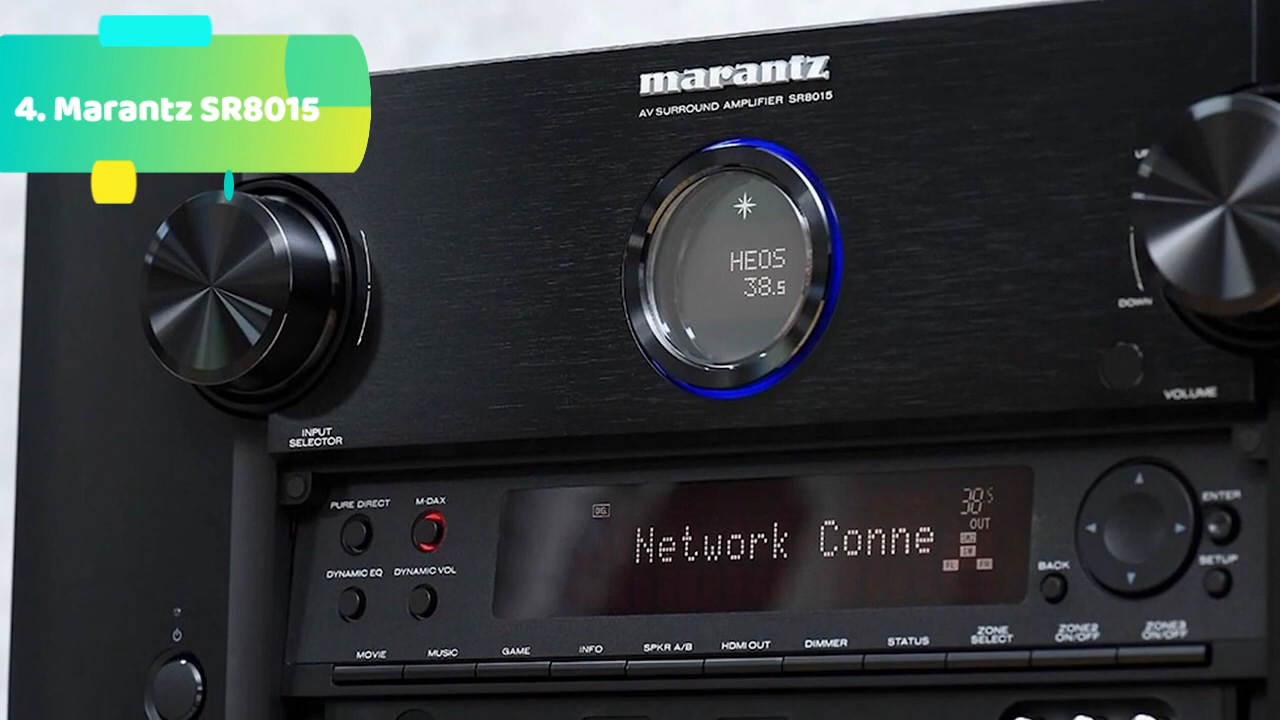 4. Marantz SR8015
marantz
AV SURROUND AMPLIFIER SR8015
HEOS
38.5
DOWN
VOLUME
INPUT
SELECTOR
PURE DIRECT
M-DAX
DYNAMIC EQ
DYNAMIC VOL
DIG.
Network Conne
38.5
OUT
ENTER
SETUP
BACK
MOVIE
MUSIC
GAME
INFO
SPKR A/B
HDMI OUT
DIMMER
STATUS
ZONE
SELECT
ZONE2
ON/OFF
ZONE3
ON/OFF